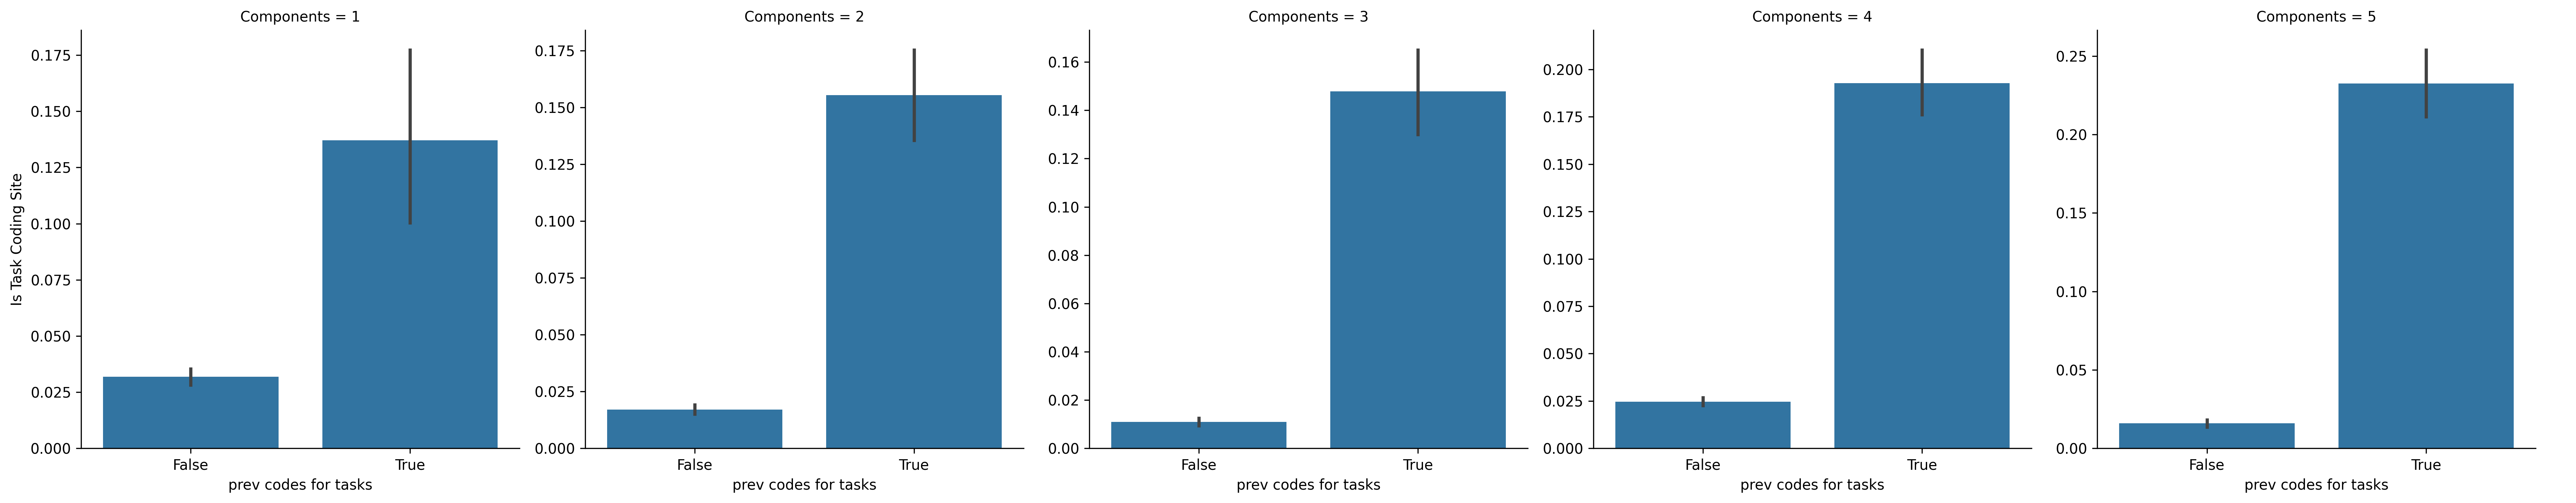 Components = 1
Components = 2
Components = 3
Components = 4
Components = 5
Is Task Coding Site
0.175
0.150
0.125
0.100
0.075
0.050
0.025
0.000
False
True
prev codes for tasks
0.175
0.150
0.125
0.100
0.075
0.050
0.025
0.000
False
True
prev codes for tasks
0.16
0.14
0.12
0.10
0.08
0.06
0.04
0.02
0.00
False
True
prev codes for tasks
0.200
0.175
0.150
0.125
0.100
0.075
0.050
0.025
0.000
False
True
prev codes for tasks
0.25
0.20
0.15
0.10
0.05
0.00
False
True
prev codes for tasks